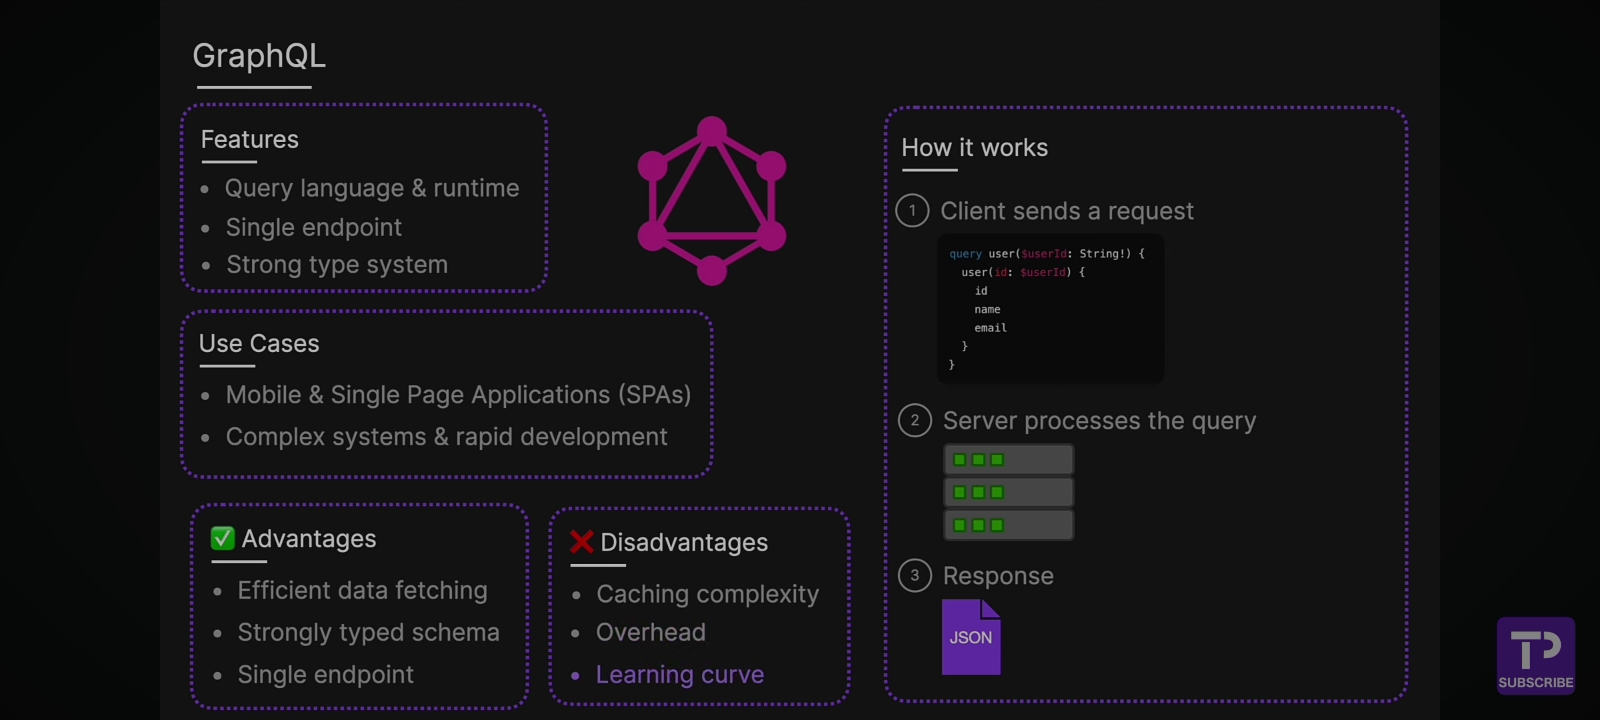 GraphQL
Features
• Query language & runtime
• Single endpoint
• Strong type system
Use Cases
• Mobile & Single Page Applications (SPAs)
• Complex systems & rapid development
✅ Advantages
• Efficient data fetching
• Strongly typed schema
• Single endpoint
❌ Disadvantages
• Caching complexity
• Overhead
• Learning curve
How it works
1 Client sends a request
query user($userId: String!) {
  user(id: $userId) {
    id
    name
    email
  }
}
2 Server processes the query
3 Response
JSON
TP
SUBSCRIBE